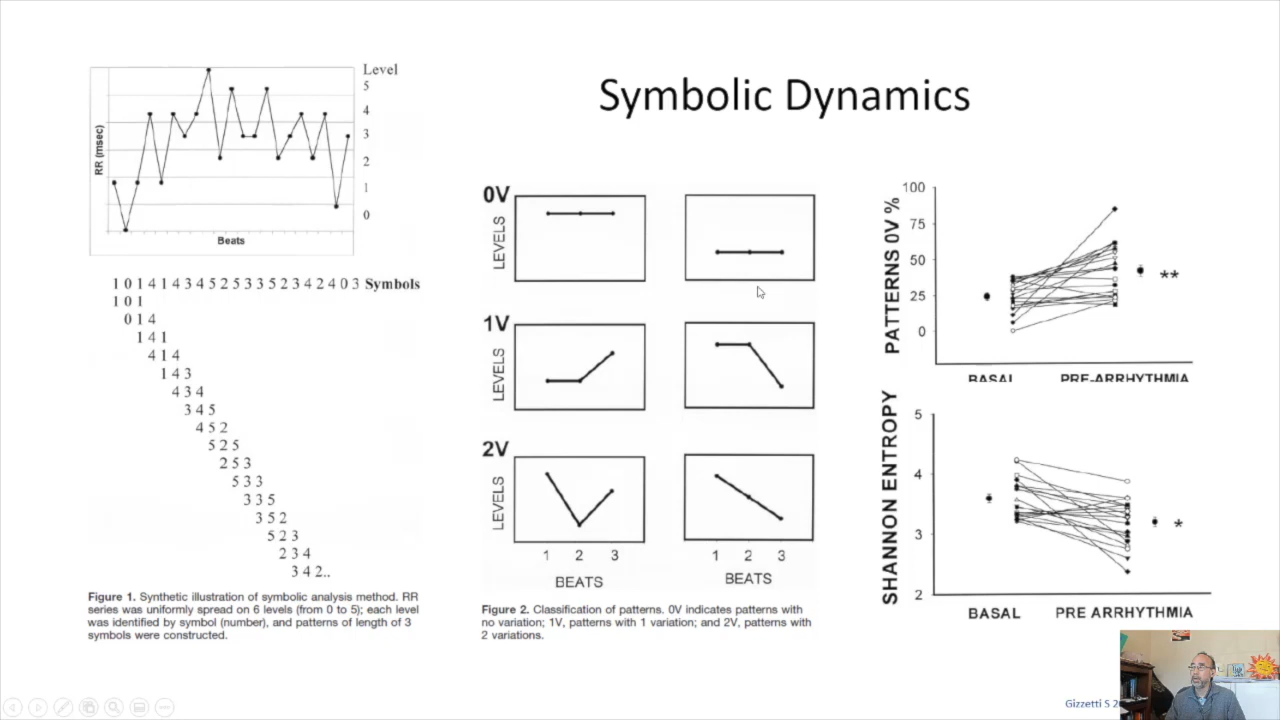 Symbolic Dynamics
Level
5
4
3
2
1
0
RR (msec)
Beats
1 0 1 4 1 4 3 4 5 2 5 3 3 5 2 3 4 2 4 0 3 Symbols
1 0 1
0 1 4
1 4 1
4 1 4
1 4 3
4 3 4
3 4 5
4 5 2
5 2 5
2 5 3
5 3 3
3 3 5
3 5 2
5 2 3
2 3 4
3 4 2..
Figure 1. Synthetic illustration of symbolic analysis method. RR
series was uniformly spread on 6 levels (from 0 to 5); each level
was identified by symbol (number), and patterns of length of 3
symbols were constructed.
0V
LEVELS
1V
LEVELS
2V
LEVELS
1 2 3
1 2 3
BEATS
BEATS
Figure 2. Classification of patterns. 0V indicates patterns with
no variation; 1V, patterns with 1 variation; and 2V, patterns with
2 variations.
PATTERNS 0V %
100
75
50
25
0
**
BASAL
PRE-ARRHYTHMIA
SHANNON ENTROPY
5
4
3
2
*
BASAL
PRE ARRHYTHMIA
Gizzetti S